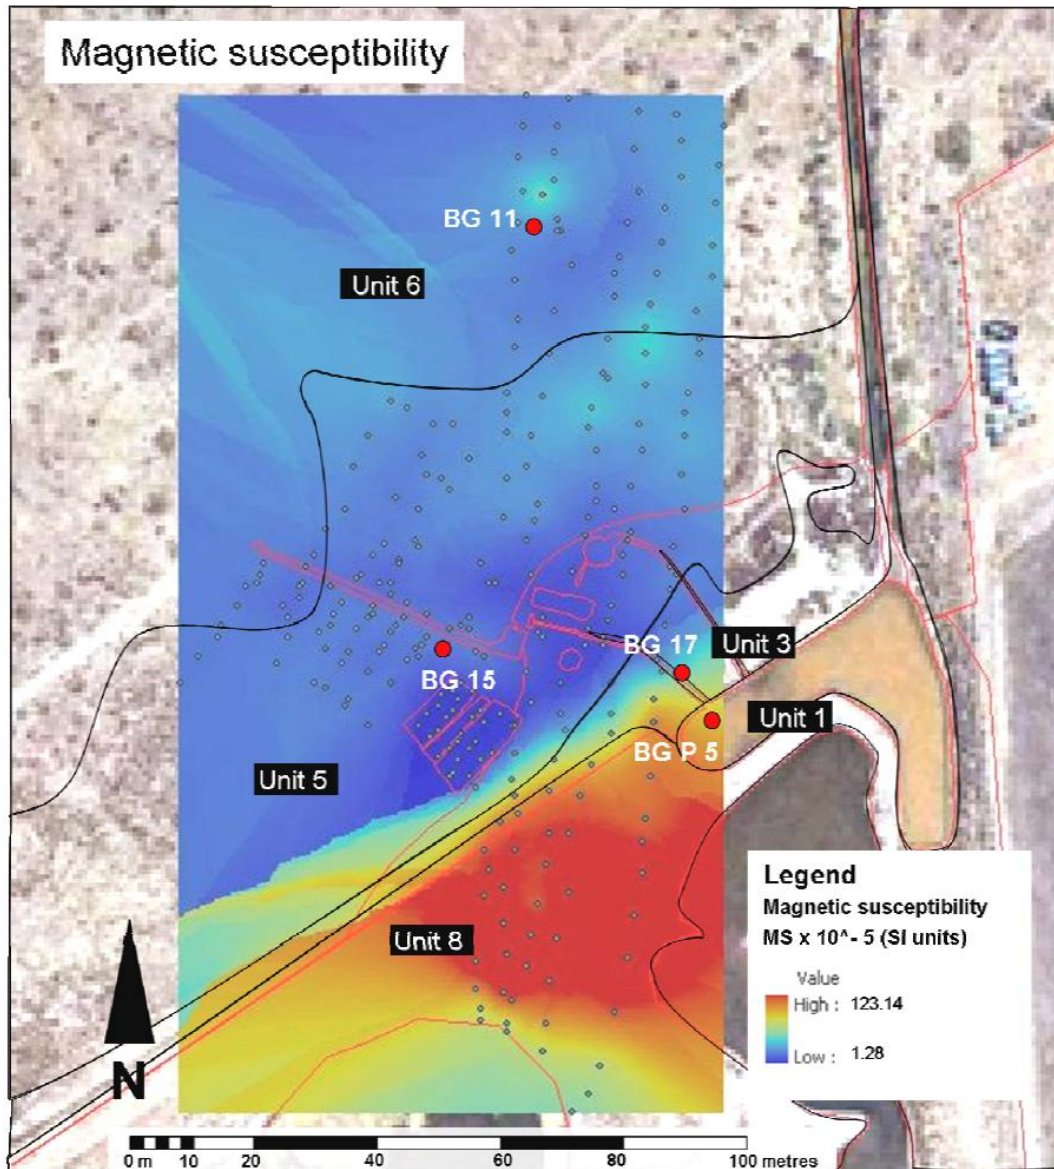 Magnetic susceptibility
BG 11
Unit 6
BG 17
Unit 3
BG 15
Unit 1
BG P 5
Unit 5
Legend
Magnetic susceptibility
MS x 10^- 5 (SI units)
Value
High : 123.14
Low : 1.28
Unit 8
N
0 m 10 20 40 60 80 100 metres